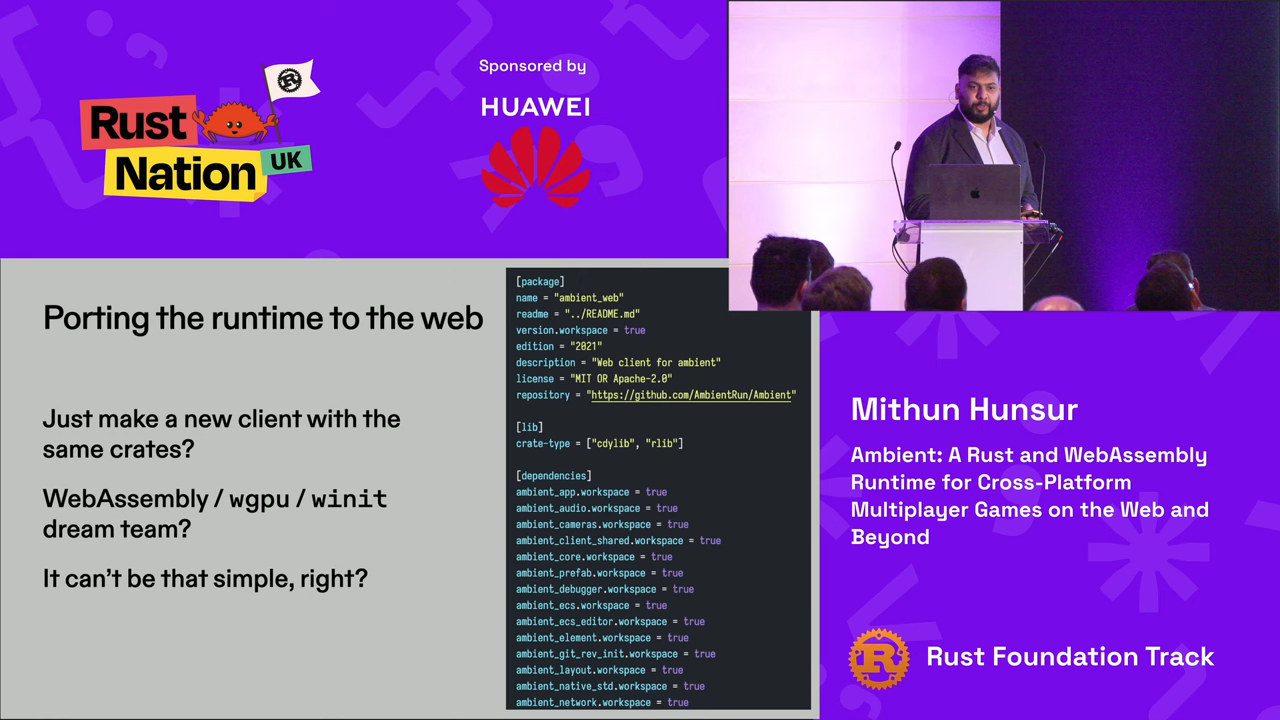 Rust
Nation
UK
Sponsored by
HUAWEI
Porting the runtime to the web
Just make a new client with the
same crates?
WebAssembly / wgpu / winit
dream team?
It can’t be that simple, right?
[package]
name = "ambient_web"
readme = "../README.md"
version.workspace = true
edition = "2021"
description = "Web client for ambient"
license = "MIT OR Apache-2.0"
repository = "https://github.com/AmbientRun/Ambient"
[lib]
crate-type = ["cdylib", "rlib"]
[dependencies]
ambient_app.workspace = true
ambient_audio.workspace = true
ambient_cameras.workspace = true
ambient_client_shared.workspace = true
ambient_core.workspace = true
ambient_prefab.workspace = true
ambient_debugger.workspace = true
ambient_ecs.workspace = true
ambient_ecs_editor.workspace = true
ambient_element.workspace = true
ambient_git_rev_init.workspace = true
ambient_layout.workspace = true
ambient_native_std.workspace = true
ambient_network.workspace = true
Mithun Hunsur
Ambient: A Rust and WebAssembly
Runtime for Cross-Platform
Multiplayer Games on the Web and
Beyond
R
Rust Foundation Track